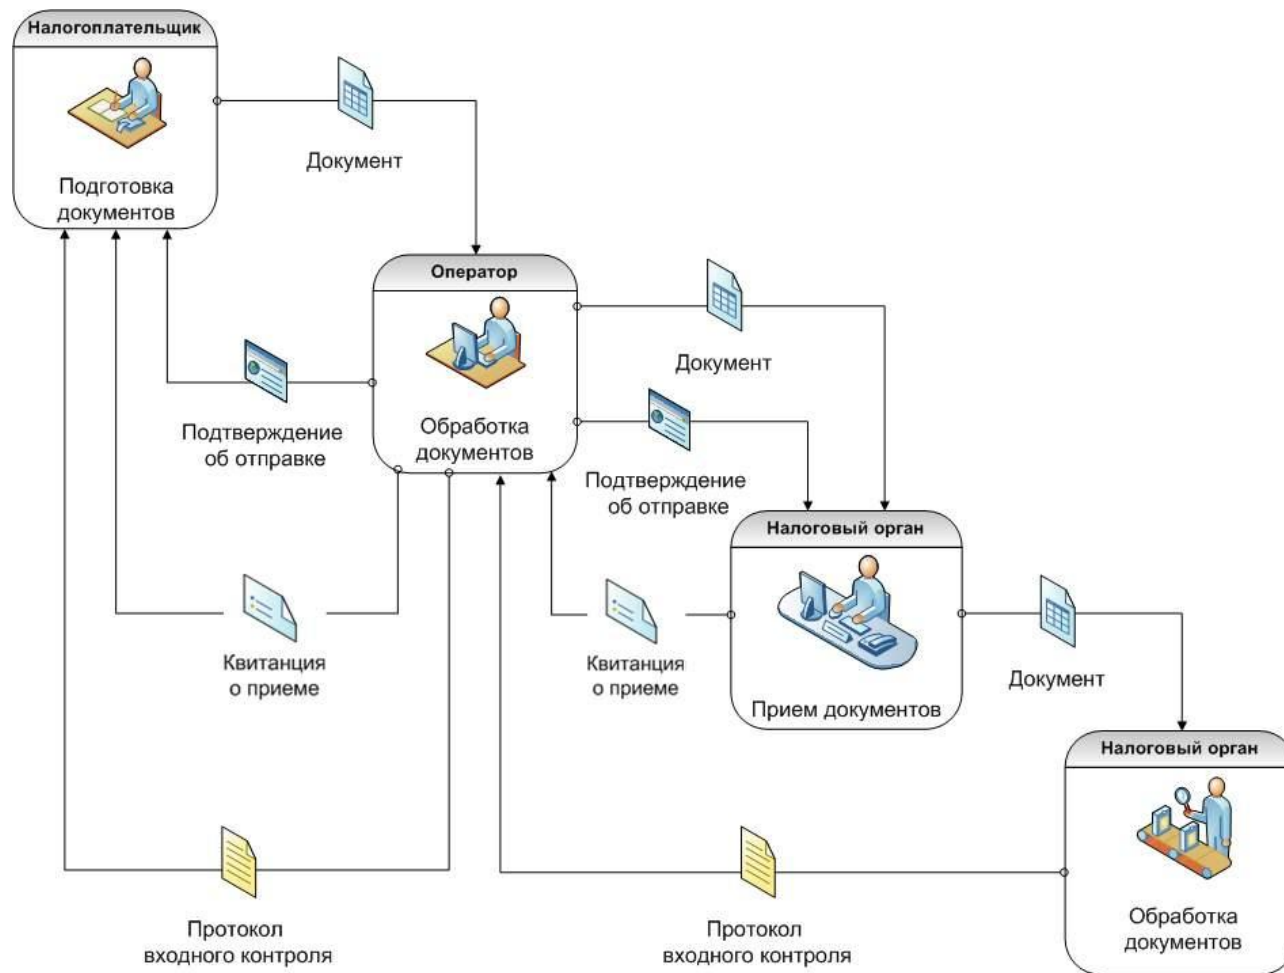 Налогоплательщик
Подготовка
документов
Документ
Оператор
Обработка
документов
Документ
Подтверждение
об отправке
Подтверждение
об отправке
Налоговый орган
Прием документов
Квитанция
о приеме
Квитанция
о приеме
Документ
Налоговый орган
Обработка
документов
Протокол
входного контроля
Протокол
входного контроля